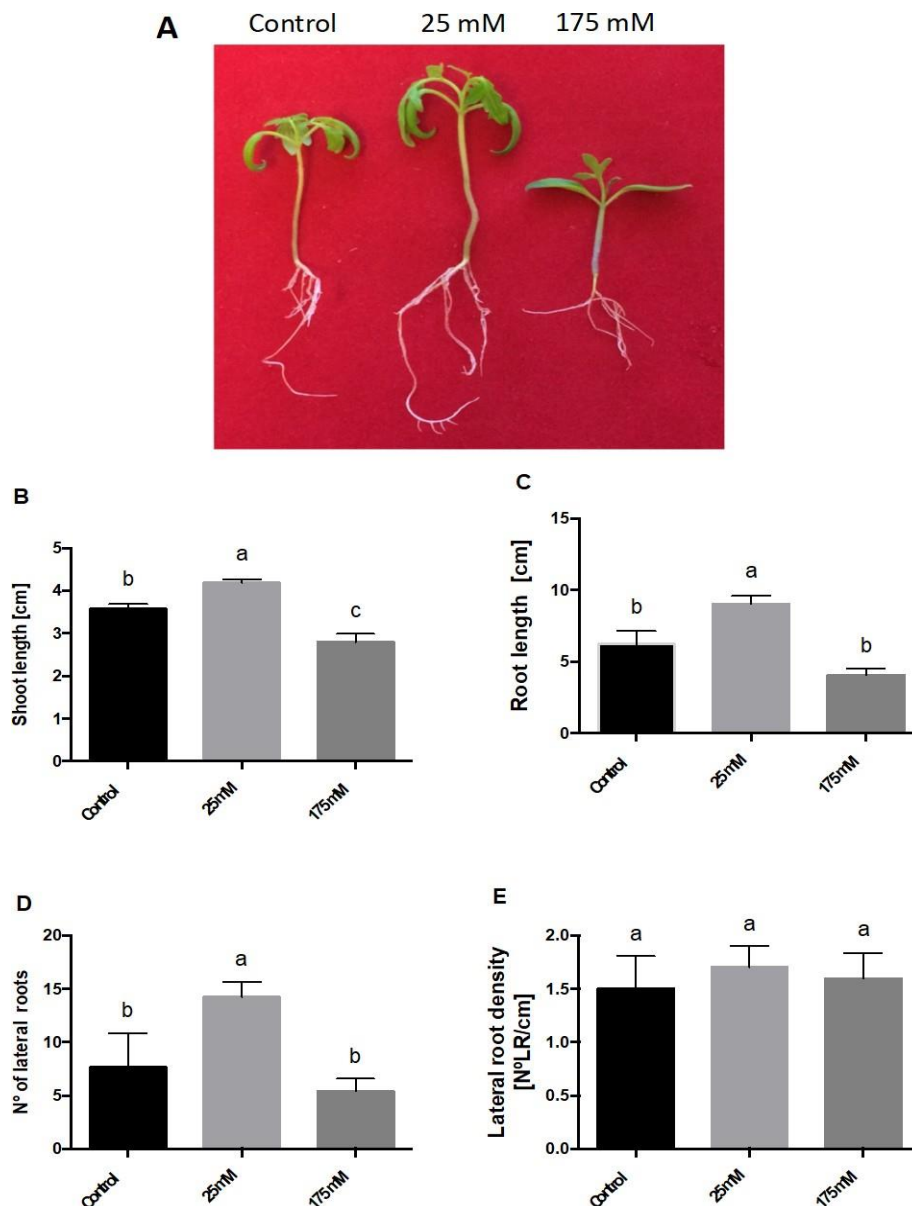 A
Control 25 mM 175 mM
B
Shoot length [cm]
5
4
3
2
1
0
b
a
c
Control
25mM
175mM
C
Root length [cm]
15
10
5
0
b
a
b
Control
25mM
175mM
D
Nº of lateral roots
20
15
10
5
0
b
a
b
Control
25mM
175mM
E
Lateral root density
[NºLR/cm]
2.0
1.5
1.0
0.5
0.0
a
a
a
Control
25mM
175mM